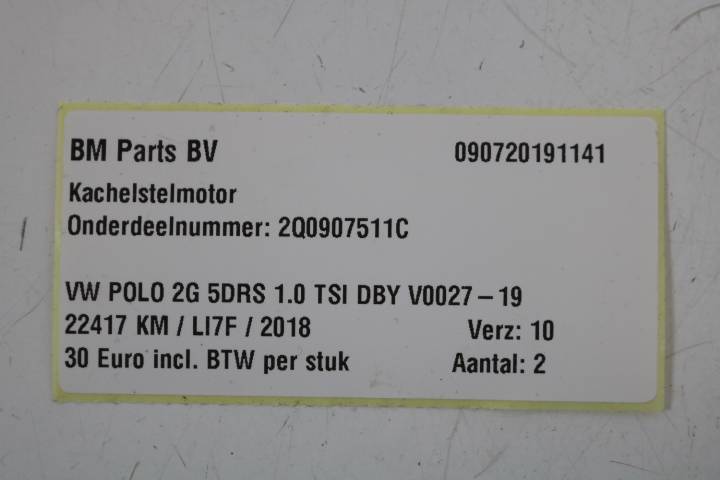 BM Parts BV 090720191141
Kachelstelmotor
Onderdeelnummer: 2Q0907511C
VW POLO 2G 5DRS 1.0 TSI DBY V0027 – 19
22417 KM / LI7F / 2018 Verz: 10
30 Euro incl. BTW per stuk Aantal: 2